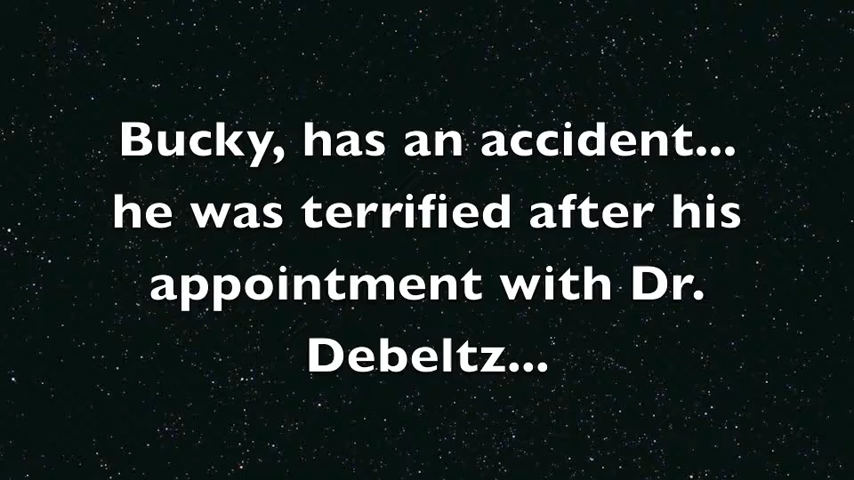 Bucky, has an accident...
he was terrified after his
appointment with Dr.
Debeltz...